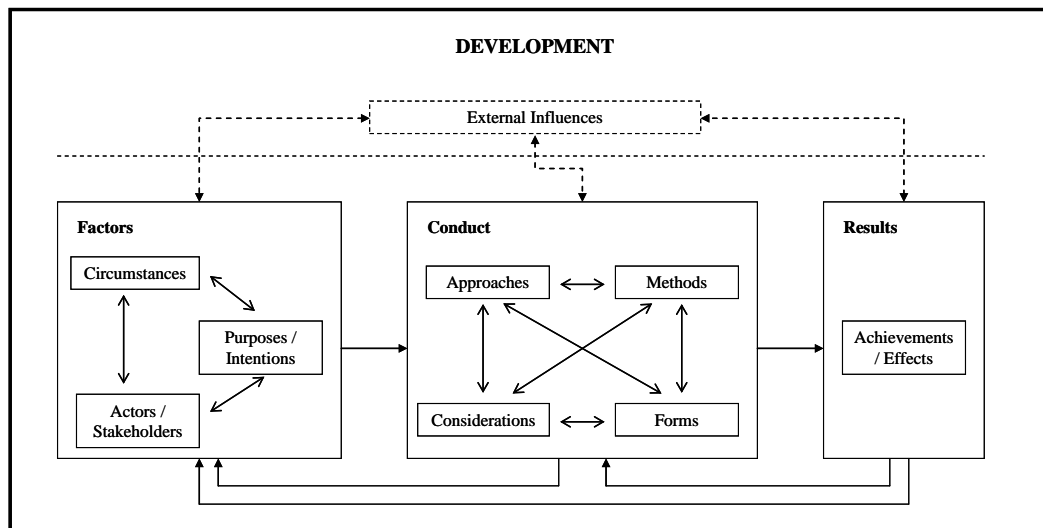 DEVELOPMENT
External Influences
Factors
Circumstances
Purposes /
Intentions
Actors /
Stakeholders
Conduct
Approaches
Methods
Considerations
Forms
Results
Achievements
/ Effects